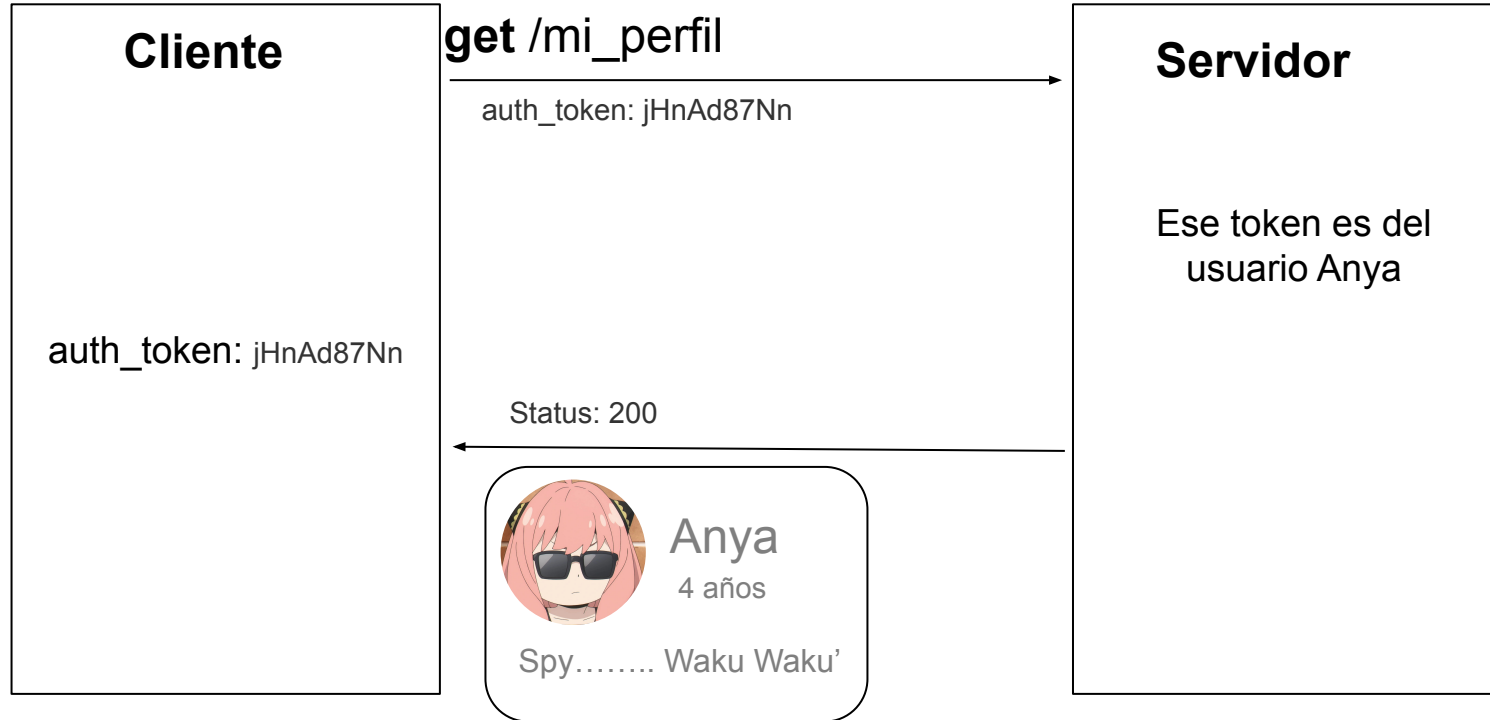 Cliente
get /mi_perfil
Servidor
auth_token: jHnAd87Nn
Ese token es del
usuario Anya
auth_token: jHnAd87Nn
Status: 200
Anya
4 años
Spy…….. Waku Waku’